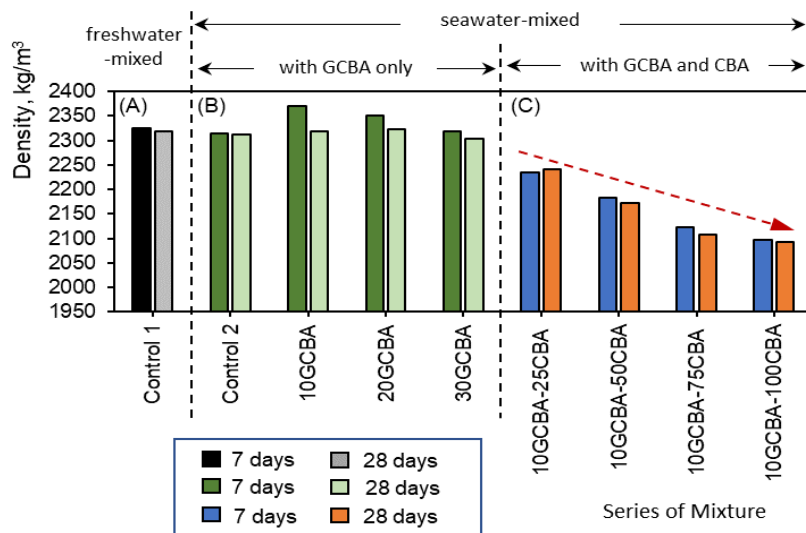 seawater-mixed
freshwater
-mixed
with GCBA only
with GCBA and CBA
Density, kg/m³
2400
2350
2300
2250
2200
2150
2100
2050
2000
1950
(A)
(B)
(C)
Control 1
Control 2
10GCBA
20GCBA
30GCBA
10GCBA-25CBA
10GCBA-50CBA
10GCBA-75CBA
10GCBA-100CBA
7 days 28 days
7 days 28 days
7 days 28 days
Series of Mixture